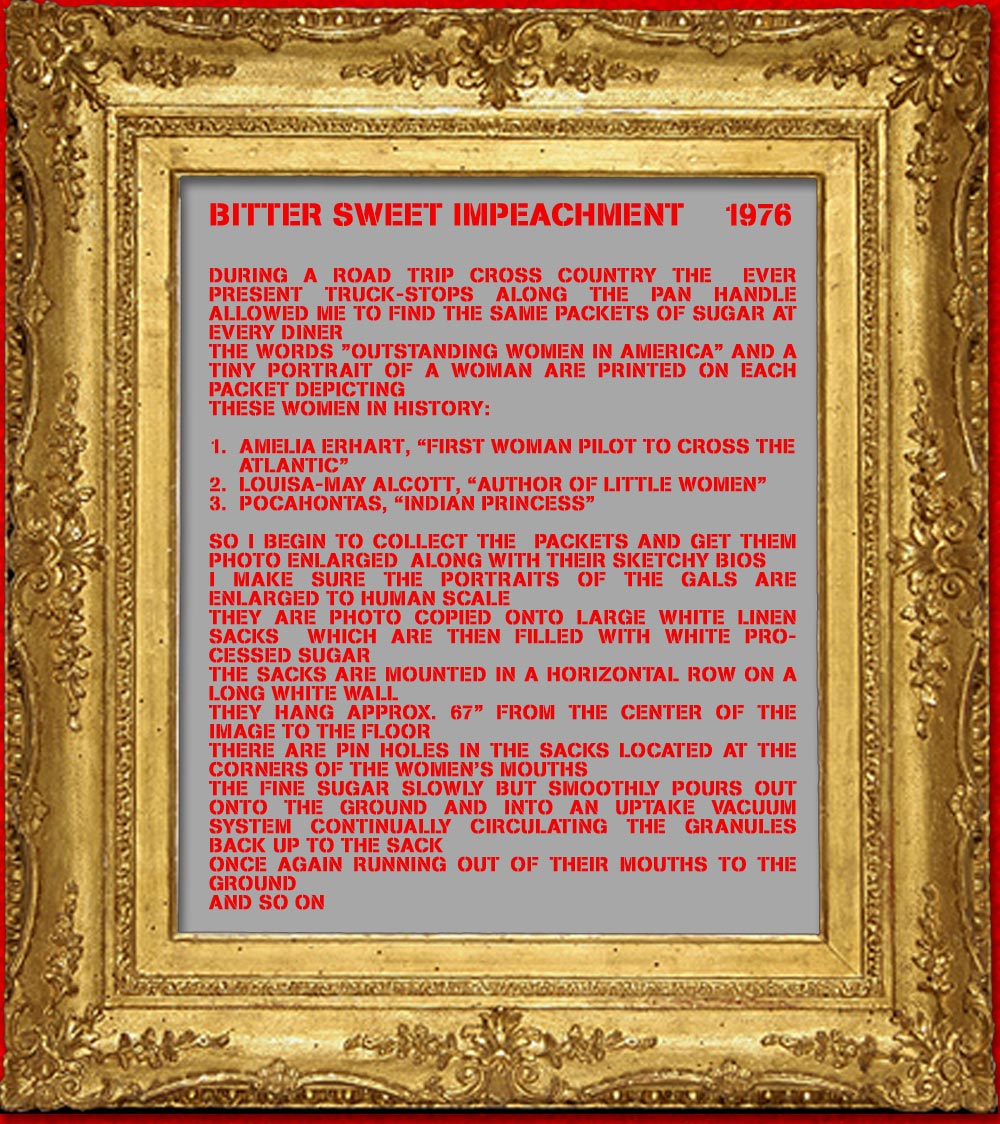 BITTER SWEET IMPEACHMENT 1976
DURING A ROAD TRIP CROSS COUNTRY THE EVER
PRESENT TRUCK-STOPS ALONG THE PAN HANDLE
ALLOWED ME TO FIND THE SAME PACKETS OF SUGAR AT
EVERY DINER
THE WORDS ”OUTSTANDING WOMEN IN AMERICA” AND A
TINY PORTRAIT OF A WOMAN ARE PRINTED ON EACH
PACKET DEPICTING
THESE WOMEN IN HISTORY:
1. AMELIA ERHART, “FIRST WOMAN PILOT TO CROSS THE
ATLANTIC”
2. LOUISA-MAY ALCOTT, “AUTHOR OF LITTLE WOMEN”
3. POCAHONTAS, “INDIAN PRINCESS”
SO I BEGIN TO COLLECT THE PACKETS AND GET THEM
PHOTO ENLARGED ALONG WITH THEIR SKETCHY BIOS
I MAKE SURE THE PORTRAITS OF THE GALS ARE
ENLARGED TO HUMAN SCALE
THEY ARE PHOTO COPIED ONTO LARGE WHITE LINEN
SACKS WHICH ARE THEN FILLED WITH WHITE PRO-
CESSED SUGAR
THE SACKS ARE MOUNTED IN A HORIZONTAL ROW ON A
LONG WHITE WALL
THEY HANG APPROX. 67” FROM THE CENTER OF THE
IMAGE TO THE FLOOR
THERE ARE PIN HOLES IN THE SACKS LOCATED AT THE
CORNERS OF THE WOMEN’S MOUTHS
THE FINE SUGAR SLOWLY BUT SMOOTHLY POURS OUT
ONTO THE GROUND AND INTO AN UPTAKE VACUUM
SYSTEM CONTINUALLY CIRCULATING THE GRANULES
BACK UP TO THE SACK
ONCE AGAIN RUNNING OUT OF THEIR MOUTHS TO THE
GROUND
AND SO ON